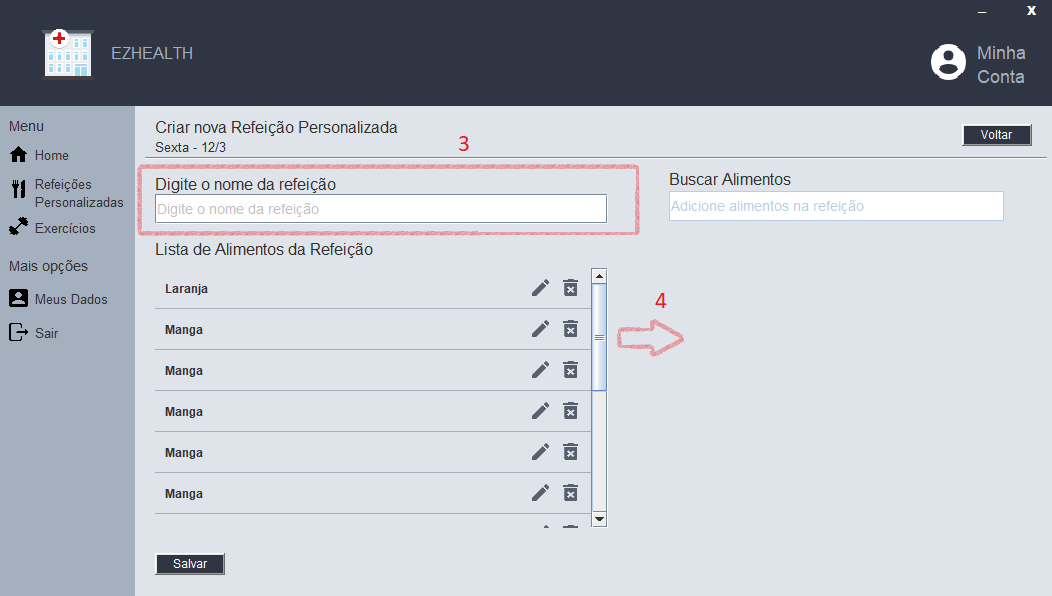 EZHEALTH
Minha
Conta
Menu
Home
Refeições
Personalizadas
Exercícios
Mais opções
Meus Dados
Sair
Criar nova Refeição Personalizada
Sexta - 12/3
Voltar
3
Digite o nome da refeição
Digite o nome da refeição
Buscar Alimentos
Adicione alimentos na refeição
Lista de Alimentos da Refeição
Laranja
Manga
Manga
Manga
Manga
Manga
4
Salvar